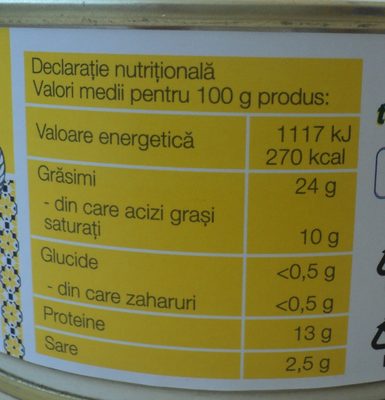 Declarație nutrițională
Valori medii pentru 100 g produs:
Valoare energetică 1117 kJ
270 kcal
Grăsimi 24 g
- din care acizi grași
saturați 10 g
Glucide <0,5 g
- din care zaharuri <0,5 g
Proteine 13 g
Sare 2,5 g